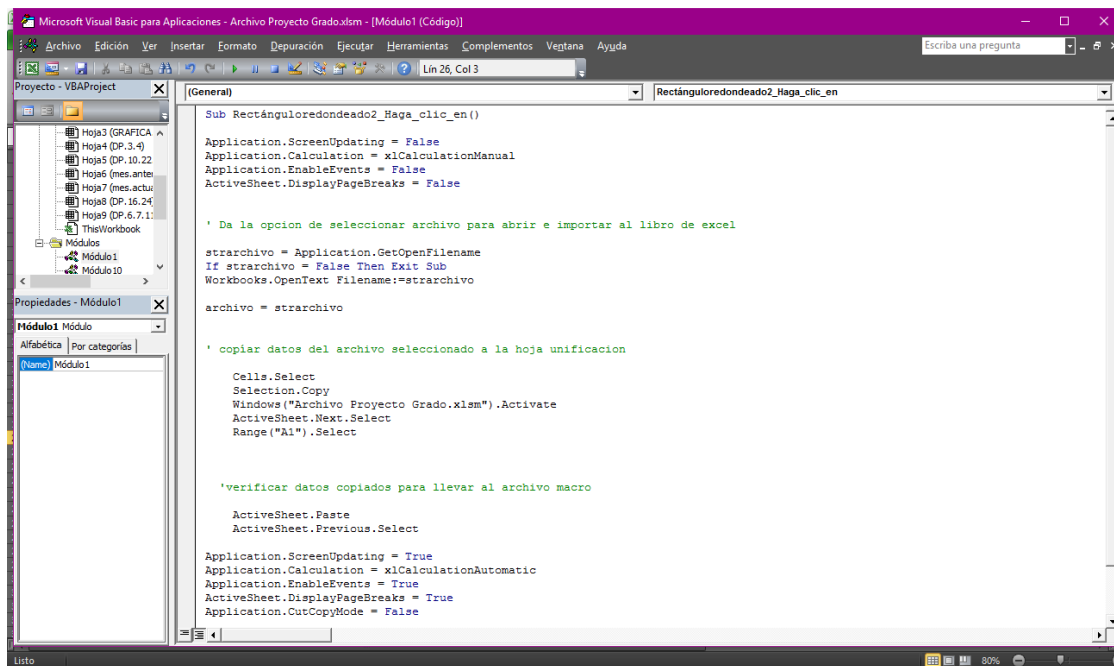 Microsoft Visual Basic para Aplicaciones - Archivo Proyecto Grado.xlsm - [Módulo1 (Código)]
Archivo Edición Ver Insertar Formato Depuración Ejecutar Herramientas Complementos Ventana Ayuda
Escriba una pregunta
Lín 26, Col 3
Proyecto - VBAProject
Hoja3 (GRAFICA
Hoja4 (DP.3.4)
Hoja5 (DP.10.22
Hoja6 (mes.anter
Hoja7 (mes.actua
Hoja8 (DP.16.24)
Hoja9 (DP.6.7.1
ThisWorkbook
Módulos
Módulo1
Módulo10
Propiedades - Módulo1
Módulo1 Módulo
Alfabética Por categorías
(Name) Módulo1
(General)
Rectánguloredondeado2_Haga_clic_en
Sub Rectánguloredondeado2_Haga_clic_en()
Application.ScreenUpdating = False
Application.Calculation = xlCalculationManual
Application.EnableEvents = False
ActiveSheet.DisplayPageBreaks = False
' Da la opcion de seleccionar archivo para abrir e importar al libro de excel
strarchivo = Application.GetOpenFilename
If strarchivo = False Then Exit Sub
Workbooks.OpenText Filename:=strarchivo
archivo = strarchivo
' copíar datos del archivo seleccionado a la hoja unificacion
Cells.Select
Selection.Copy
Windows("Archivo Proyecto Grado.xlsm").Activate
ActiveSheet.Next.Select
Range("A1").Select
'verificar datos copiados para llevar al archivo macro
ActiveSheet.Paste
ActiveSheet.Previous.Select
Application.ScreenUpdating = True
Application.Calculation = xlCalculationAutomatic
Application.EnableEvents = True
ActiveSheet.DisplayPageBreaks = True
Application.CutCopyMode = False
Listo
80%